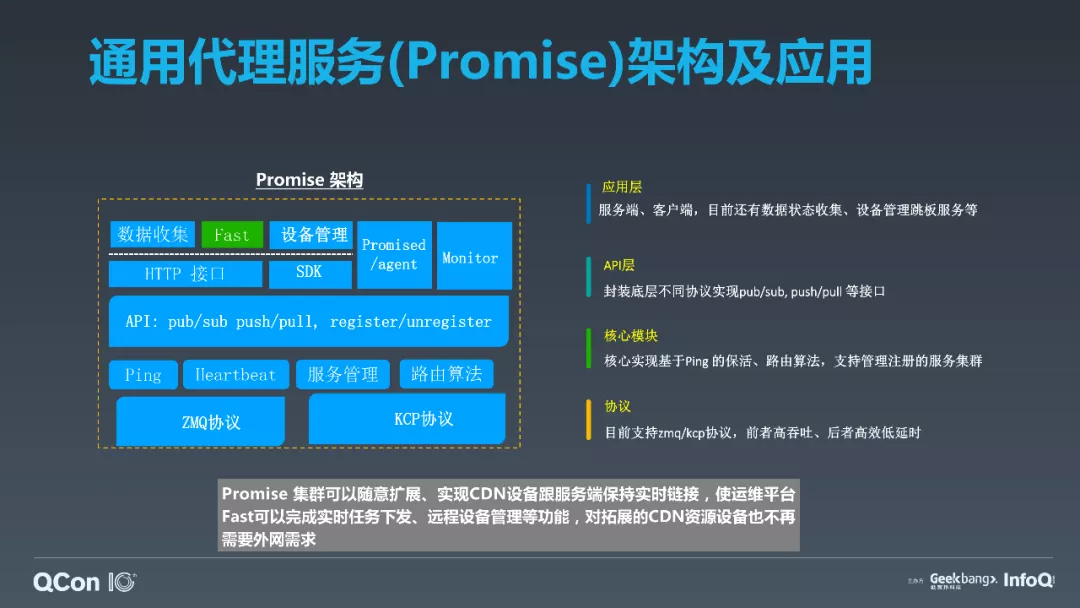 通用代理服务(Promise)架构及应用
Promise 架构
数据收集
Fast
设备管理
Promised
/agent
Monitor
HTTP 接口
SDK
API: pub/sub push/pull, register/unregister
Ping
Heartbeat
服务管理
路由算法
ZMQ协议
KCP协议
应用层
服务端、客户端，目前还有数据状态收集、设备管理跳板服务等
API层
封装底层不同协议实现pub/sub, push/pull 等接口
核心模块
核心实现基于Ping 的保活、路由算法，支持管理注册的服务集群
协议
目前支持zmq/kcp协议，前者高吞吐、后者高效低延时
Promise 集群可以随意扩展、实现CDN设备跟服务端保持实时链接，使运维平台
Fast可以完成实时任务下发、远程设备管理等功能，对拓展的CDN资源设备也不再
需要外网需求
QCon 10th
主办方
Geekbang>.
极客邦科技
InfoQ